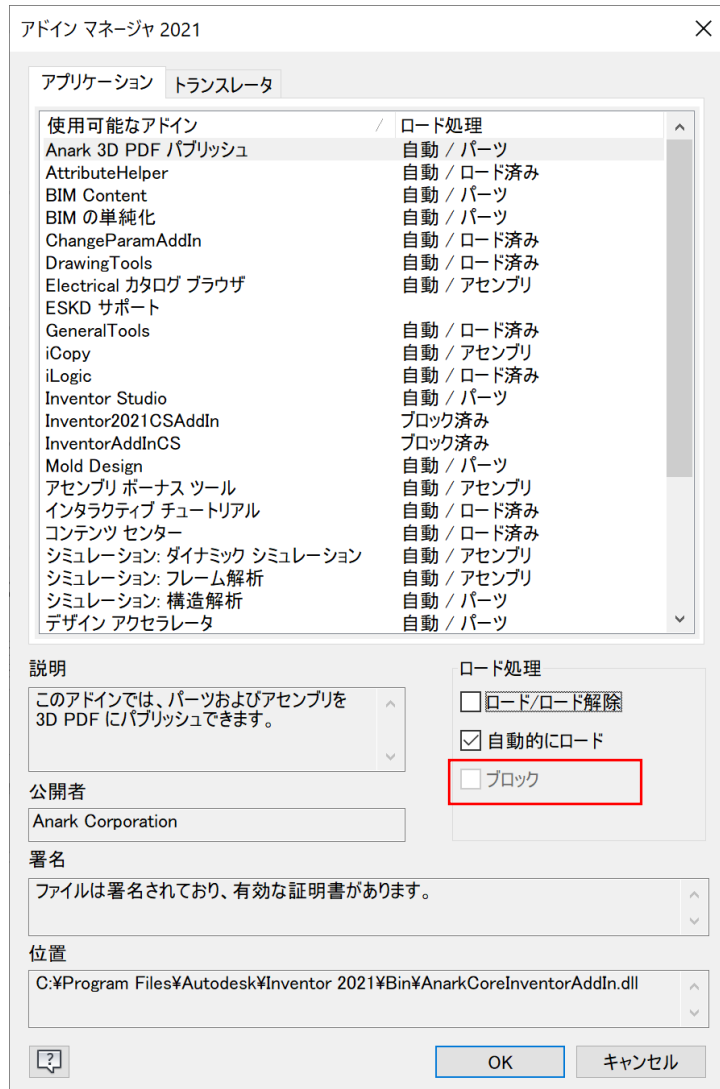 アドイン マネージャ 2021
アプリケーション トランスレータ
使用可能なアドイン / ロード処理
Anark 3D PDF パブリッシュ 自動 / パーツ
AttributeHelper 自動 / ロード済み
BIM Content 自動 / パーツ
BIM の単純化 自動 / パーツ
ChangeParamAddIn 自動 / ロード済み
DrawingTools 自動 / ロード済み
Electrical カタログ ブラウザ 自動 / アセンブリ
ESKD サポート
GeneralTools 自動 / ロード済み
iCopy 自動 / アセンブリ
iLogic 自動 / ロード済み
Inventor Studio 自動 / パーツ
Inventor2021CSAddIn ブロック済み
InventorAddInCS ブロック済み
Mold Design 自動 / パーツ
アセンブリ ボーナス ツール 自動 / アセンブリ
インタラクティブ チュートリアル 自動 / ロード済み
コンテンツ センター 自動 / ロード済み
シミュレーション: ダイナミック シミュレーション 自動 / アセンブリ
シミュレーション: フレーム解析 自動 / アセンブリ
シミュレーション: 構造解析 自動 / パーツ
デザイン アクセラレータ 自動 / パーツ
説明
このアドインでは、パーツおよびアセンブリを
3D PDF にパブリッシュできます。
ロード処理
ロード/ロード解除
自動的にロード
ブロック
公開者
Anark Corporation
署名
ファイルは署名されており、有効な証明書があります。
位置
C:¥Program Files¥Autodesk¥Inventor 2021¥Bin¥AnarkCoreInventorAddIn.dll
?
OK キャンセル